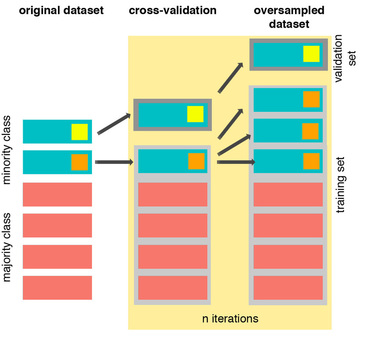 original dataset
cross-validation
oversampled
dataset
minority class
majority class
validation
set
training set
n iterations